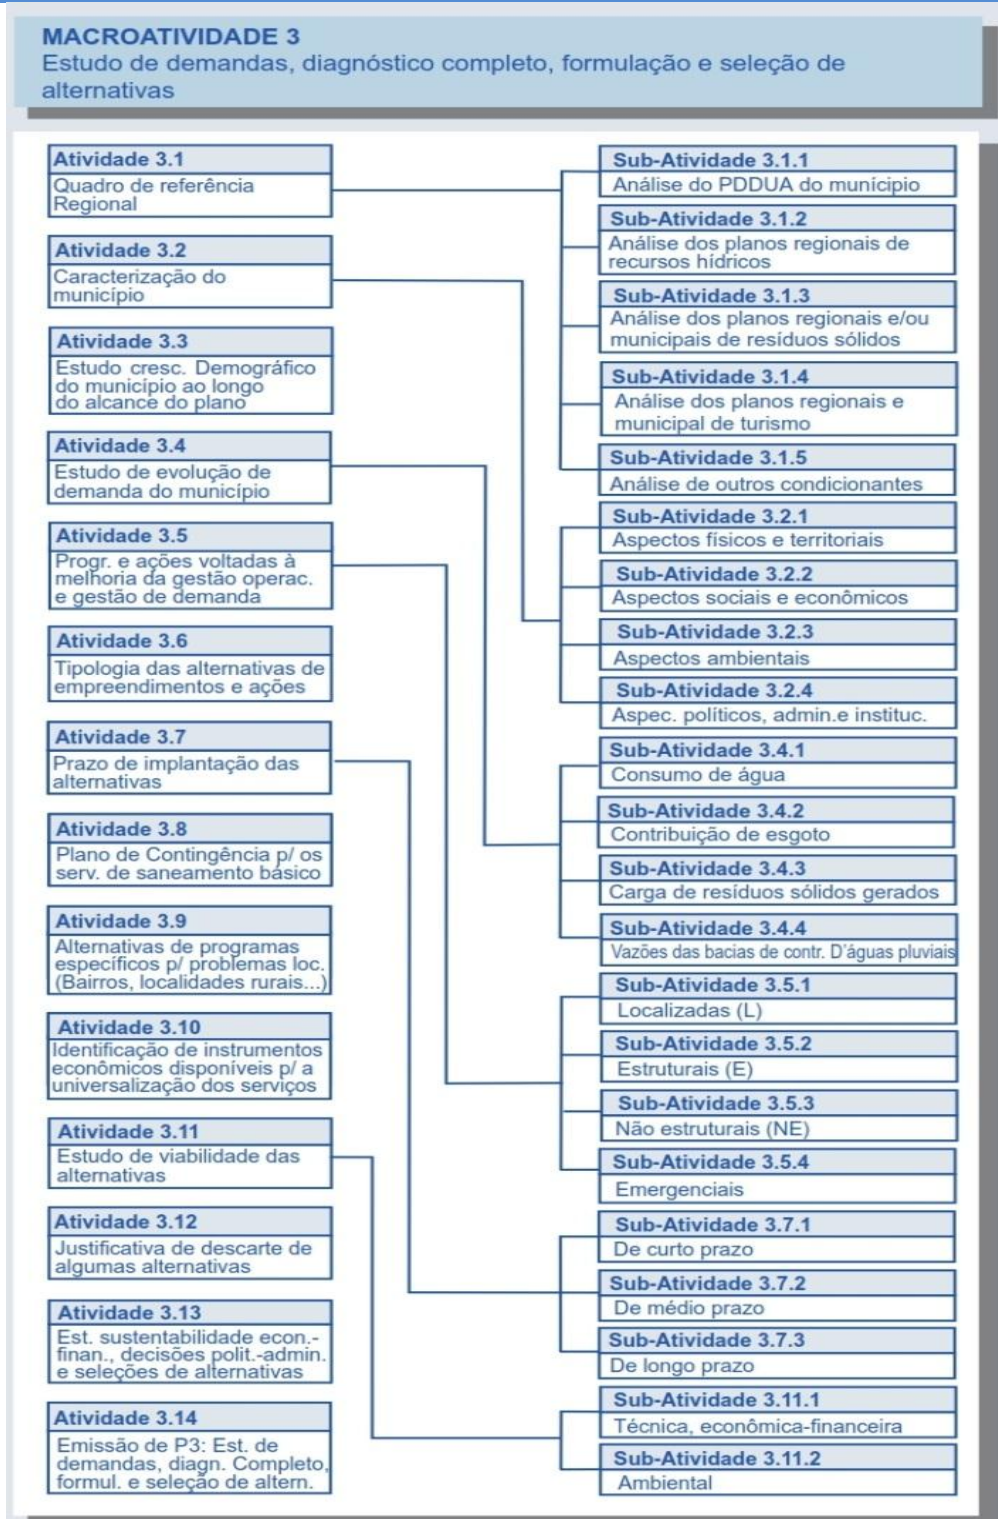 MACROATIVIDADE 3
Estudo de demandas, diagnóstico completo, formulação e seleção de
alternativas
Atividade 3.1
Quadro de referência
Regional
Atividade 3.2
Caracterização do
município
Atividade 3.3
Estudo cresc. Demográfico
do município ao longo
do alcance do plano
Atividade 3.4
Estudo de evolução de
demanda do município
Atividade 3.5
Progr. e ações voltadas à
melhoria da gestão operac.
e gestão de demanda
Atividade 3.6
Tipologia das alternativas de
empreendimentos e ações
Atividade 3.7
Prazo de implantação das
alternativas
Atividade 3.8
Plano de Contingência p/ os
serv. de saneamento básico
Atividade 3.9
Alternativas de programas
específicos p/ problemas loc.
(Bairros, localidades rurais...)
Atividade 3.10
Identificação de instrumentos
econômicos disponíveis p/ a
universalização dos serviços
Atividade 3.11
Estudo de viabilidade das
alternativas
Atividade 3.12
Justificativa de descarte de
algumas alternativas
Atividade 3.13
Est. sustentabilidade econ.-
finan., decisões polit.-admin.
e seleções de alternativas
Atividade 3.14
Emissão de P3: Est. de
demandas, diagn. Completo,
formul. e seleção de altern.
Sub-Atividade 3.1.1
Análise do PDDUA do munícipio
Sub-Atividade 3.1.2
Análise dos planos regionais de
recursos hídricos
Sub-Atividade 3.1.3
Análise dos planos regionais e/ou
municipais de resíduos sólidos
Sub-Atividade 3.1.4
Análise dos planos regionais e
municipal de turismo
Sub-Atividade 3.1.5
Análise de outros condicionantes
Sub-Atividade 3.2.1
Aspectos físicos e territoriais
Sub-Atividade 3.2.2
Aspectos sociais e econômicos
Sub-Atividade 3.2.3
Aspectos ambientais
Sub-Atividade 3.2.4
Aspec. políticos, admin.e instituc.
Sub-Atividade 3.4.1
Consumo de água
Sub-Atividade 3.4.2
Contribuição de esgoto
Sub-Atividade 3.4.3
Carga de resíduos sólidos gerados
Sub-Atividade 3.4.4
Vazões das bacias de contr. D'águas pluviais
Sub-Atividade 3.5.1
Localizadas (L)
Sub-Atividade 3.5.2
Estruturais (E)
Sub-Atividade 3.5.3
Não estruturais (NE)
Sub-Atividade 3.5.4
Emergenciais
Sub-Atividade 3.7.1
De curto prazo
Sub-Atividade 3.7.2
De médio prazo
Sub-Atividade 3.7.3
De longo prazo
Sub-Atividade 3.11.1
Técnica, econômica-financeira
Sub-Atividade 3.11.2
Ambiental